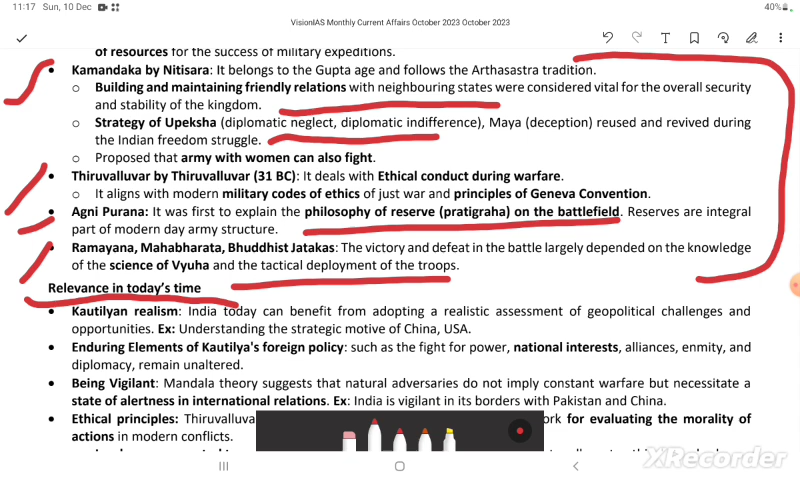 11:17 Sun, 10 Dec
40%
VisionIAS Monthly Current Affairs October 2023 October 2023
T
of resources for the success of military expeditions.
• Kamandaka by Nitisara: It belongs to the Gupta age and follows the Arthasastra tradition.
o Building and maintaining friendly relations with neighbouring states were considered vital for the overall security
and stability of the kingdom.
o Strategy of Upeksha (diplomatic neglect, diplomatic indifference), Maya (deception) reused and revived during
the Indian freedom struggle.
o Proposed that army with women can also fight.
• Thiruvalluvar by Thiruvalluvar (31 BC): It deals with Ethical conduct during warfare.
o It aligns with modern military codes of ethics of just war and principles of Geneva Convention.
• Agni Purana: It was first to explain the philosophy of reserve (pratigraha) on the battlefield. Reserves are integral
part of modern day army structure.
• Ramayana, Mahabharata, Bhuddhist Jatakas: The victory and defeat in the battle largely depended on the knowledge
of the science of Vyuha and the tactical deployment of the troops.
Relevance in today's time
• Kautilyan realism: India today can benefit from adopting a realistic assessment of geopolitical challenges and
opportunities. Ex: Understanding the strategic motive of China, USA.
• Enduring Elements of Kautilya's foreign policy: such as the fight for power, national interests, alliances, enmity, and
diplomacy, remain unaltered.
• Being Vigilant: Mandala theory suggests that natural adversaries do not imply constant warfare but necessitate a
state of alertness in international relations. Ex: India is vigilant in its borders with Pakistan and China.
• Ethical principles: Thiruvalluva ork for evaluating the morality of
actions in modern conflicts.
XRecorder